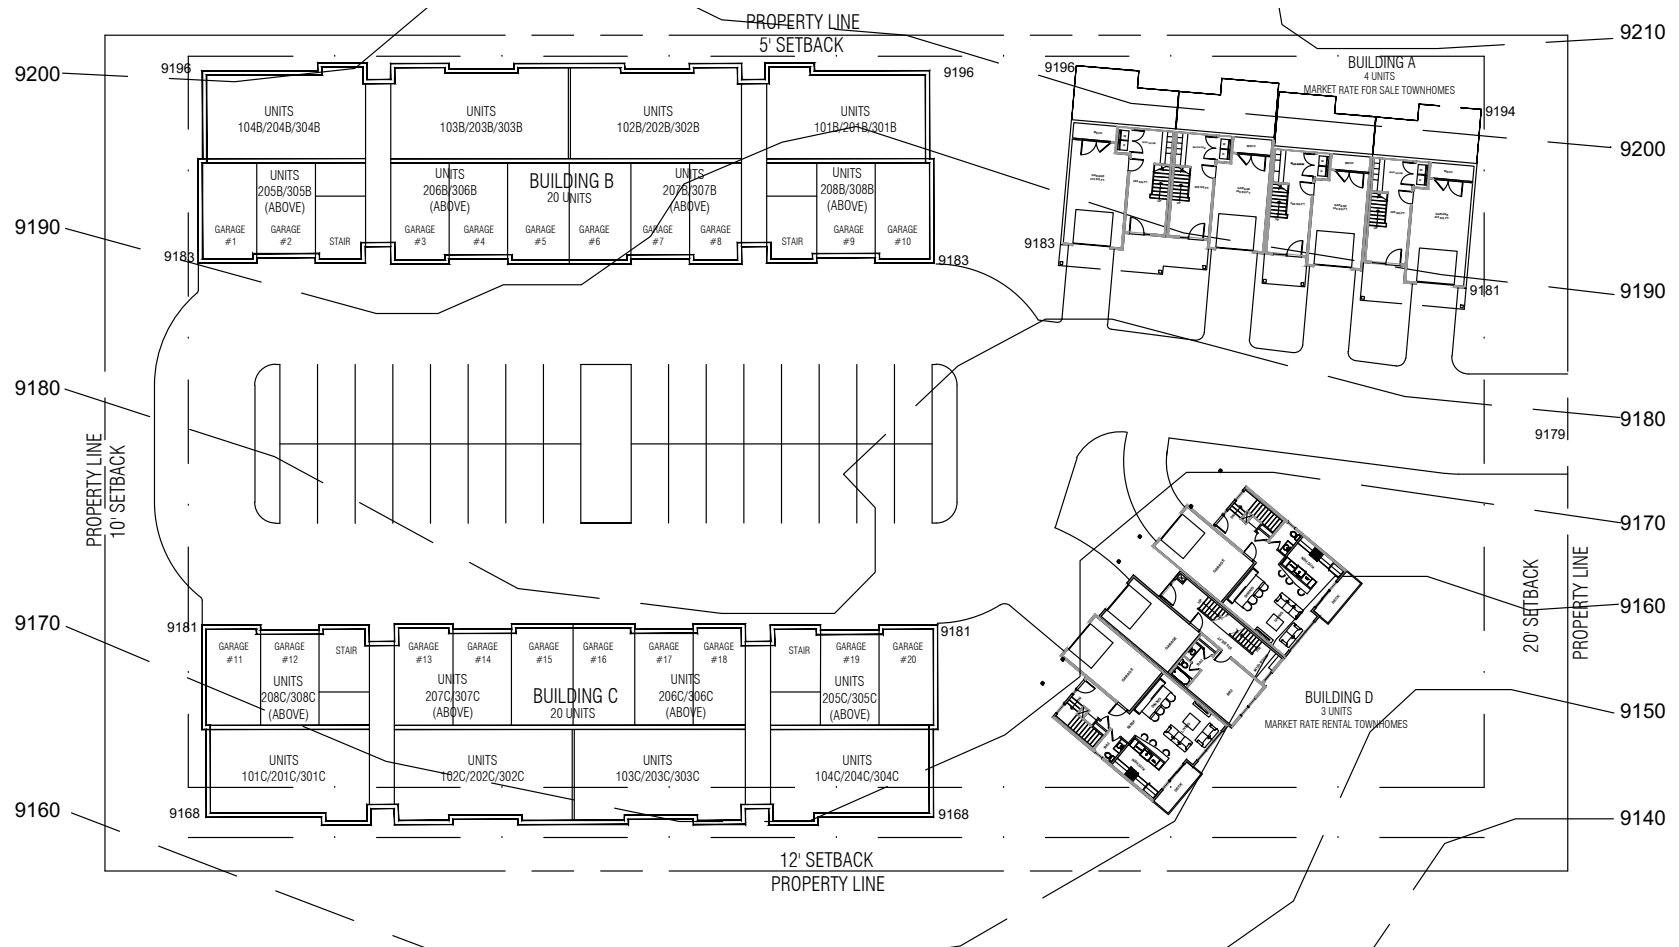 PROPERTY LINE
5' SETBACK
9210
9200
9196
9196
9196
BUILDING A
4 UNITS
MARKET RATE FOR SALE TOWNHOMES
9194
9200
UNITS
104B/204B/304B
UNITS
103B/203B/303B
UNITS
102B/202B/302B
UNITS
101B/201B/301B
UNITS
205B/305B
(ABOVE)
UNITS
206B/306B
(ABOVE)
BUILDING B
20 UNITS
UNITS
207B/307B
(ABOVE)
UNITS
208B/308B
(ABOVE)
GARAGE
#1
GARAGE
#2
STAIR
GARAGE
#3
GARAGE
#4
GARAGE
#5
GARAGE
#6
GARAGE
#7
GARAGE
#8
STAIR
GARAGE
#9
GARAGE
#10
9190
9183
9183
9183
9181
9190
9180
9180
9179
PROPERTY LINE
10' SETBACK
9170
20' SETBACK
PROPERTY LINE
9160
9170
9181
9181
GARAGE
#11
GARAGE
#12
STAIR
GARAGE
#13
GARAGE
#14
GARAGE
#15
GARAGE
#16
GARAGE
#17
GARAGE
#18
STAIR
GARAGE
#19
GARAGE
#20
UNITS
208C/308C
(ABOVE)
UNITS
207C/307C
(ABOVE)
BUILDING C
20 UNITS
UNITS
206C/306C
(ABOVE)
UNITS
205C/305C
(ABOVE)
BUILDING D
3 UNITS
MARKET RATE RENTAL TOWNHOMES
9150
UNITS
101C/201C/301C
UNITS
102C/202C/302C
UNITS
103C/203C/303C
UNITS
104C/204C/304C
9160
9168
9168
9140
12' SETBACK
PROPERTY LINE